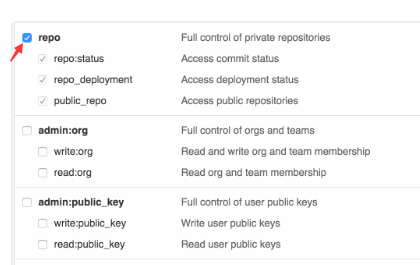 repo Full control of private repositories
repo:status Access commit status
repo_deployment Access deployment status
public_repo Access public repositories
admin:org Full control of orgs and teams
write:org Read and write org and team membership
read:org Read org and team membership
admin:public_key Full control of user public keys
write:public_key Write user public keys
read:public_key Read user public keys